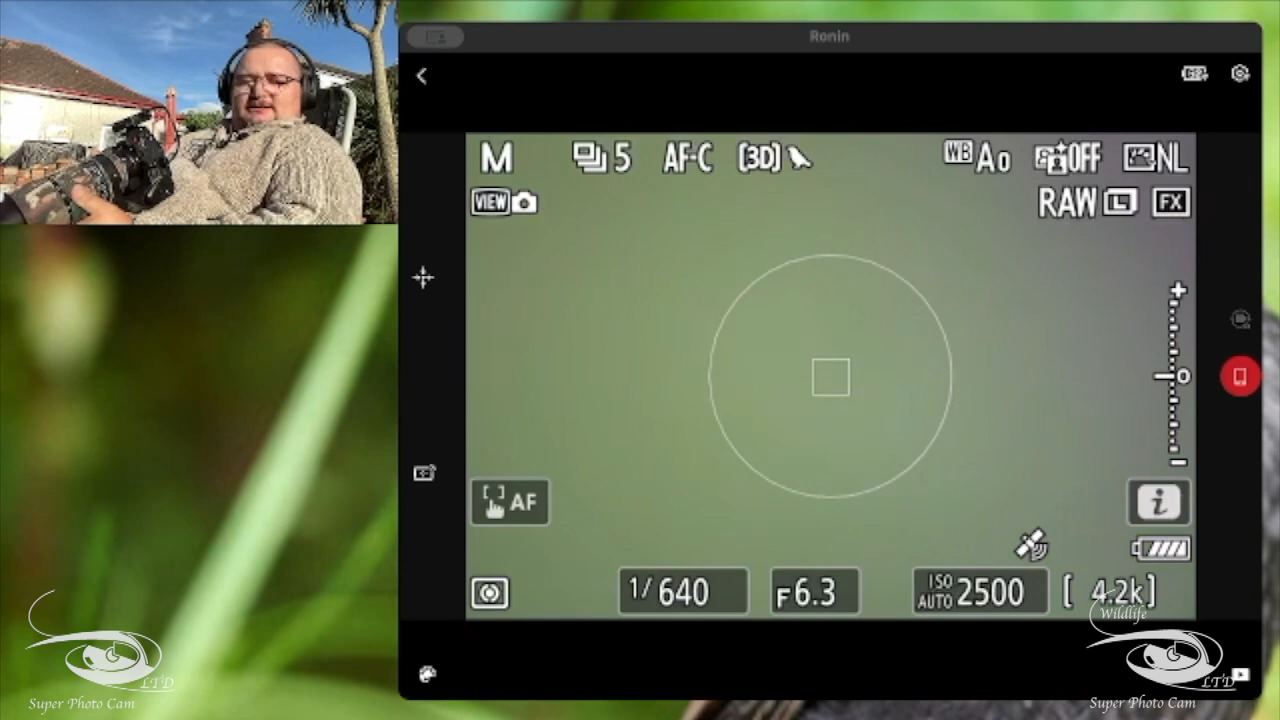 Ronin
M 5 AF-C [3D] WB A0 OFF NL
VIEW RAW L FX
+
0
AF i
1/640 F6.3 ISO AUTO 2500 [ 4.2k]
LTD
Super Photo Cam
Wildlife
LTD
Super Photo Cam